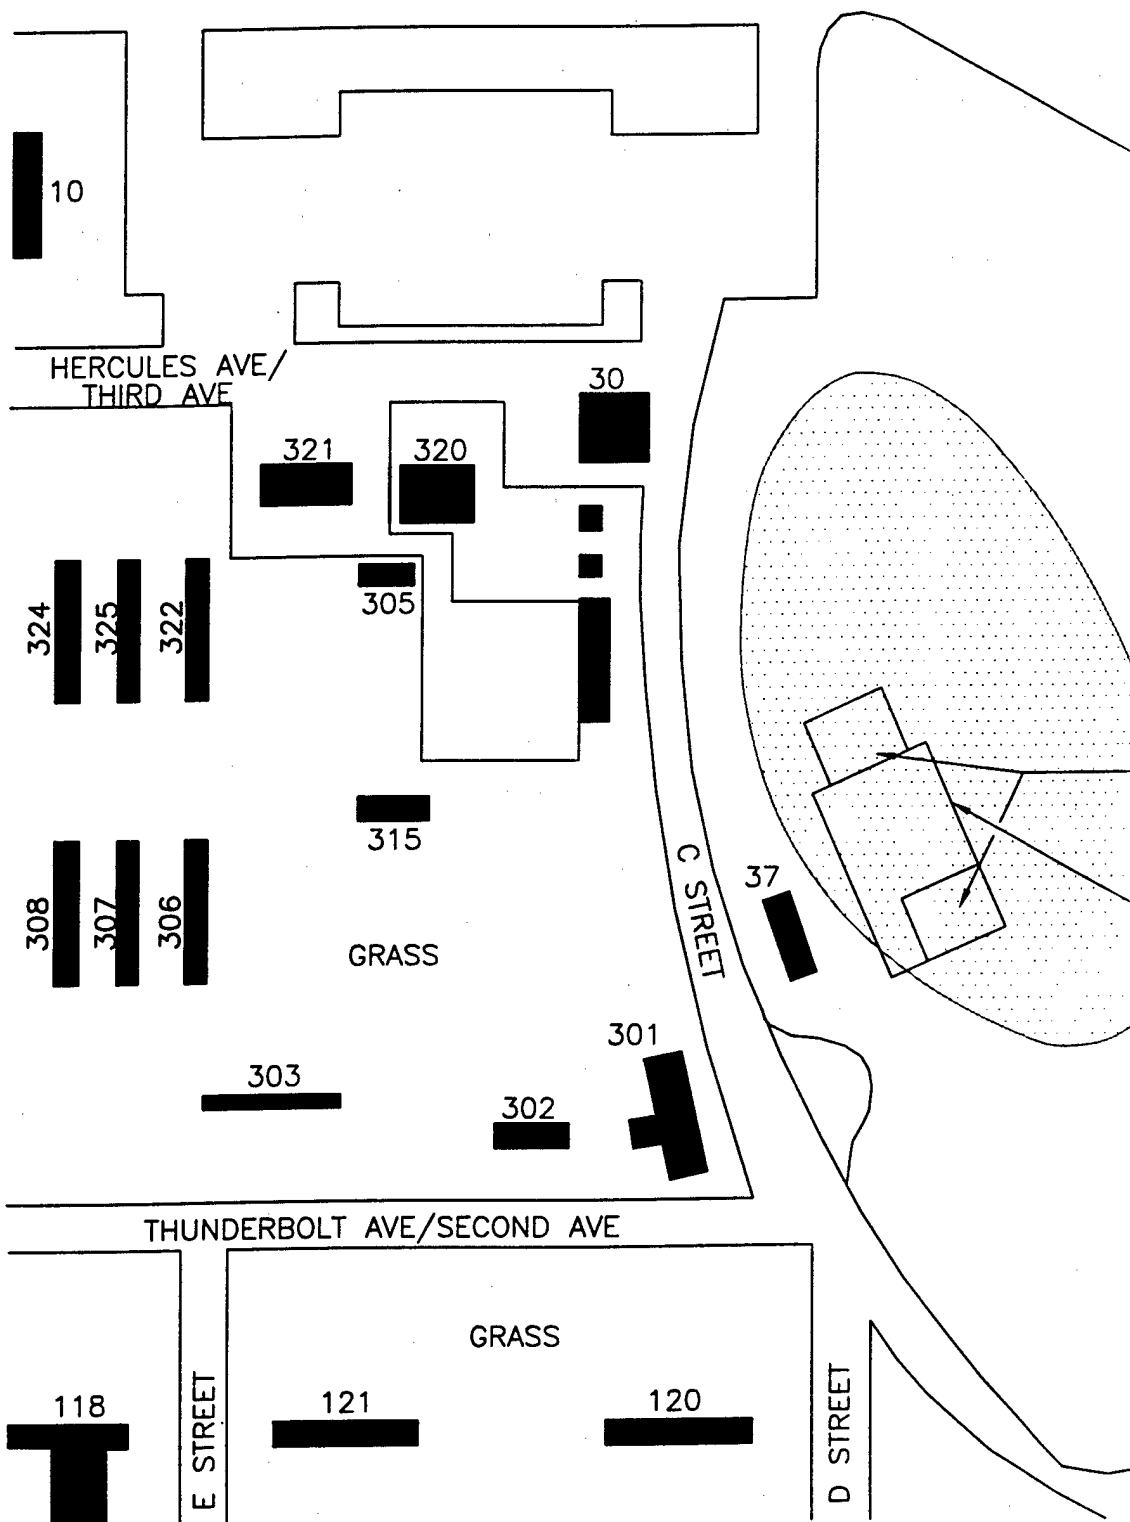 10
HERCULES AVE/
THIRD AVE
30
321
320
305
324
325
322
315
308
307
306
C STREET
37
GRASS
301
303
302
THUNDERBOLT AVE/SECOND AVE
GRASS
118
E STREET
121
120
D STREET